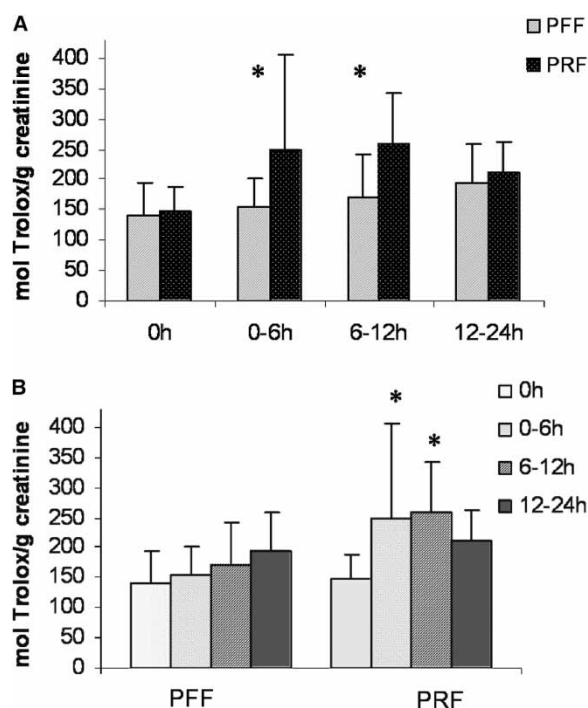 A
PFF
PRF
mol Trolox/g creatinine
400
350
300
250
200
150
100
50
0
*
*
0h
0-6h
6-12h
12-24h
B
0h
0-6h
6-12h
12-24h
mol Trolox/g creatinine
400
350
300
250
200
150
100
50
0
*
*
PFF
PRF